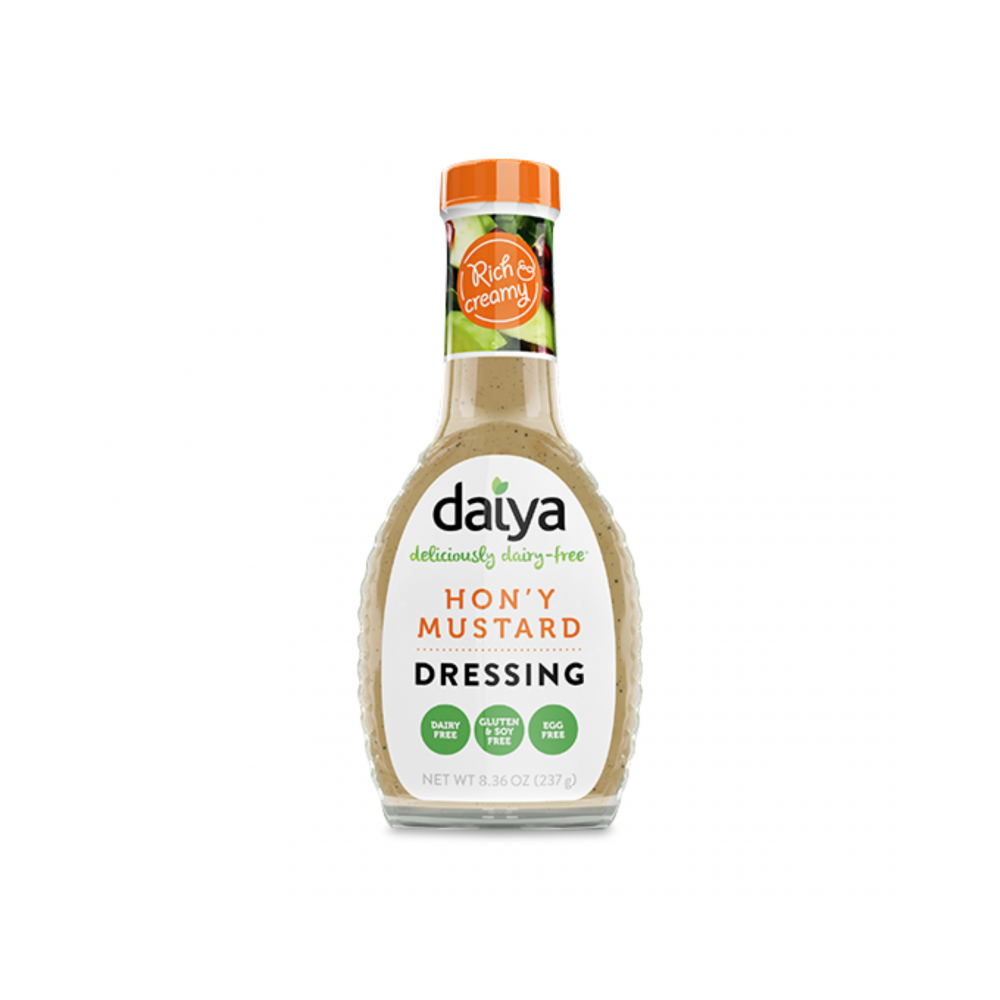 Rich &
creamy
daiya
deliciously dairy-free
HON'Y
MUSTARD
DRESSING
DAIRY
FREE
GLUTEN
& SOY
FREE
EGG
FREE
NET WT 8.36 OZ (237 g)